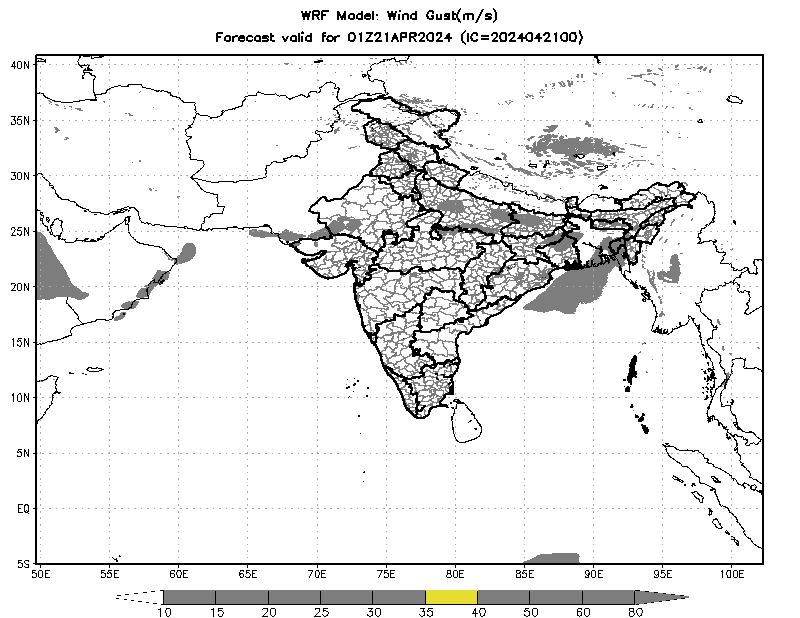 WRF Model: Wind Gust(m/s)
Forecast valid for 01Z21APR2024 (IC=2024042100)
40N
35N
30N
25N
20N
15N
10N
5N
EQ
5S
50E 55E 60E 65E 70E 75E 80E 85E 90E 95E 100E
10 15 20 25 30 35 40 50 60 80